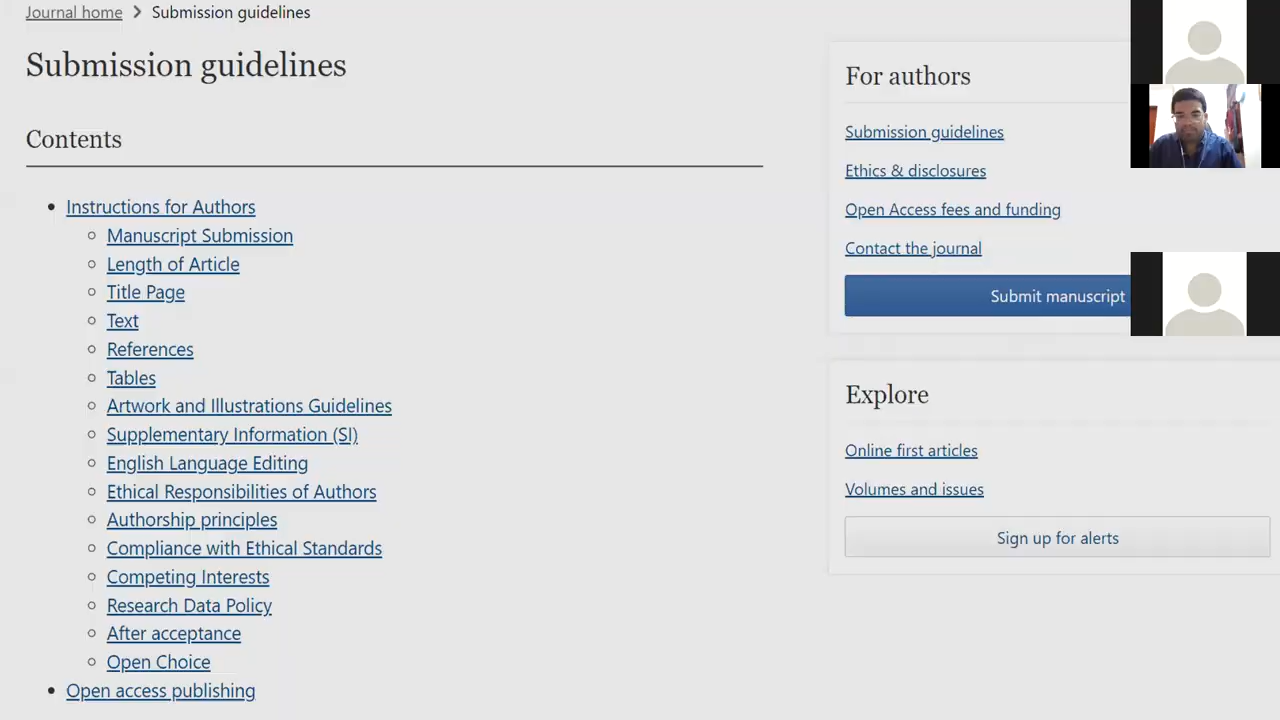 Journal home > Submission guidelines
Submission guidelines
Contents
Instructions for Authors
Manuscript Submission
Length of Article
Title Page
Text
References
Tables
Artwork and Illustrations Guidelines
Supplementary Information (SI)
English Language Editing
Ethical Responsibilities of Authors
Authorship principles
Compliance with Ethical Standards
Competing Interests
Research Data Policy
After acceptance
Open Choice
Open access publishing
For authors
Submission guidelines
Ethics & disclosures
Open Access fees and funding
Contact the journal
Submit manuscript
Explore
Online first articles
Volumes and issues
Sign up for alerts